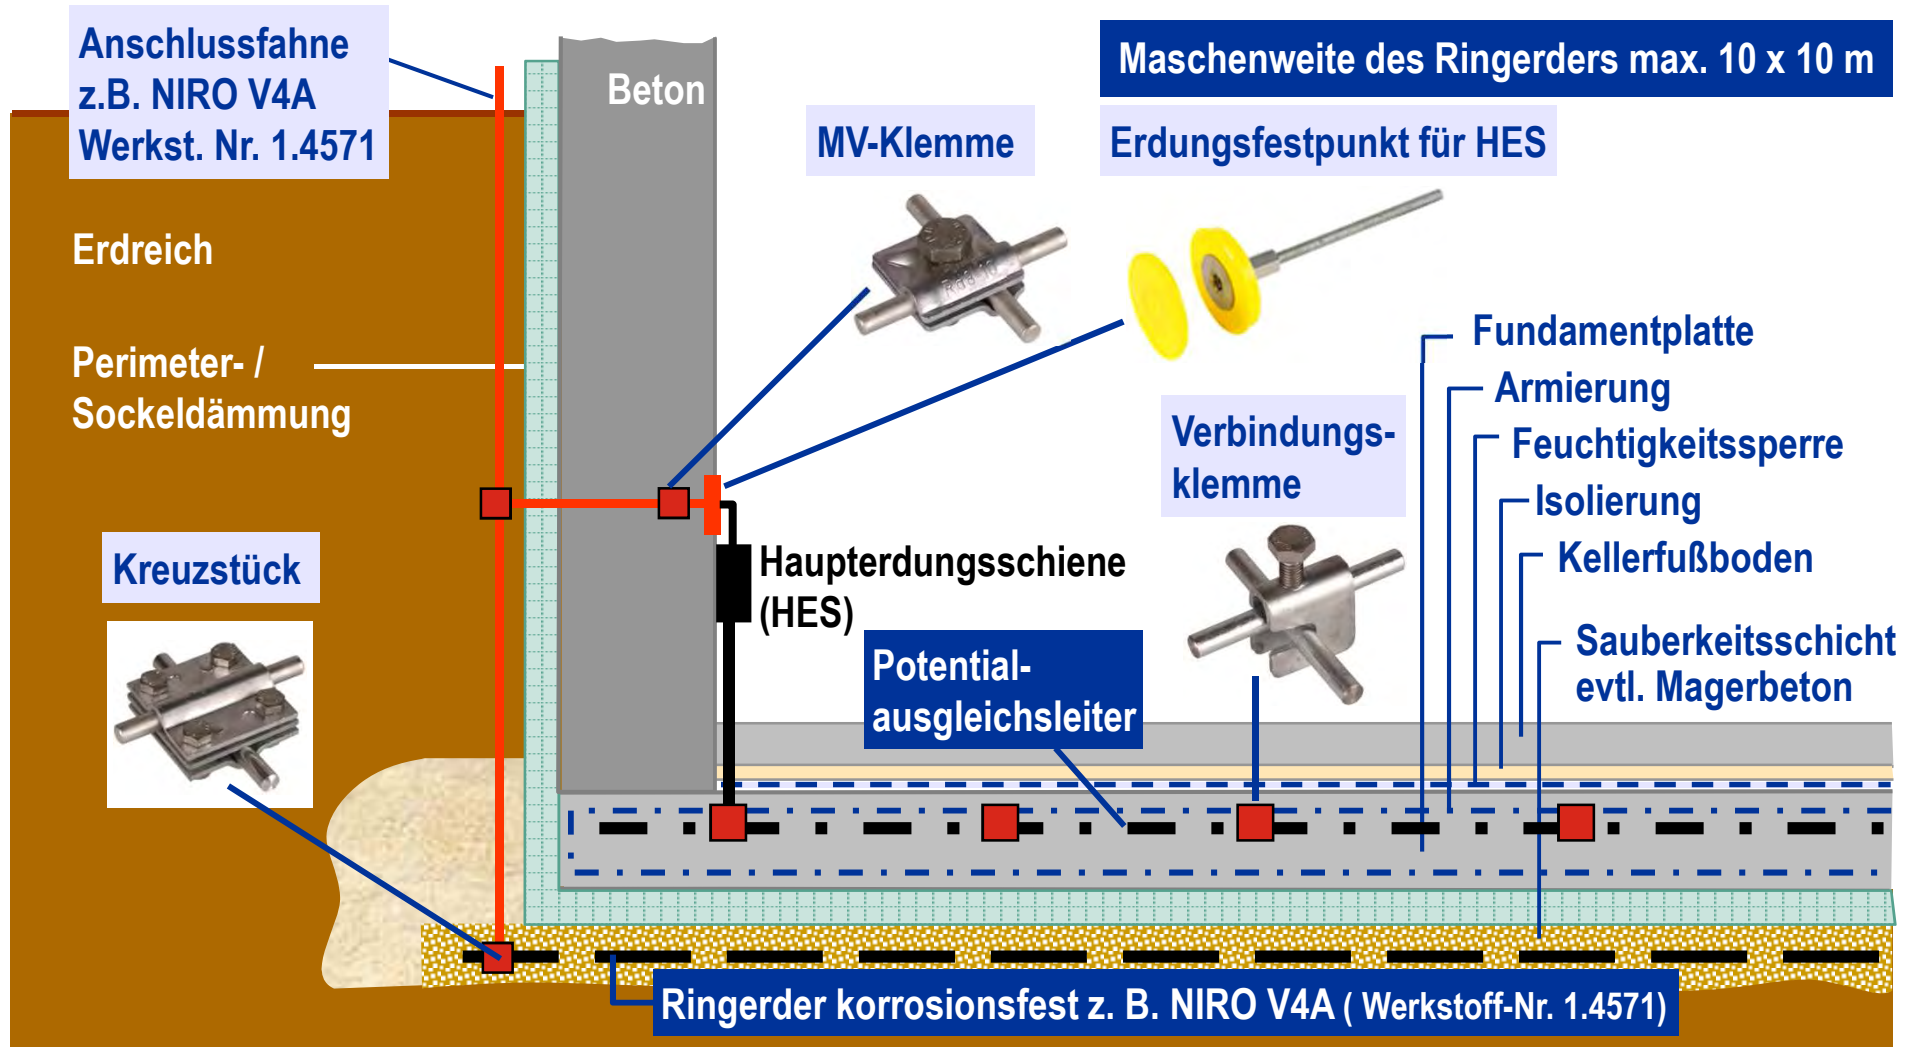 Anschlussfahne
z.B. NIRO V4A
Werkst. Nr. 1.4571
Beton
Maschenweite des Ringerders max. 10 x 10 m
MV-Klemme
Erdungsfestpunkt für HES
Erdreich
Perimeter- /
Sockeldämmung
Fundamentplatte
Armierung
Feuchtigkeitssperre
Isolierung
Kellerfußboden
Sauberkeitsschicht
evtl. Magerbeton
Verbindungs-
klemme
Kreuzstück
Haupterdungsschiene
(HES)
Potential-
ausgleichsleiter
Ringerder korrosionsfest z. B. NIRO V4A ( Werkstoff-Nr. 1.4571)